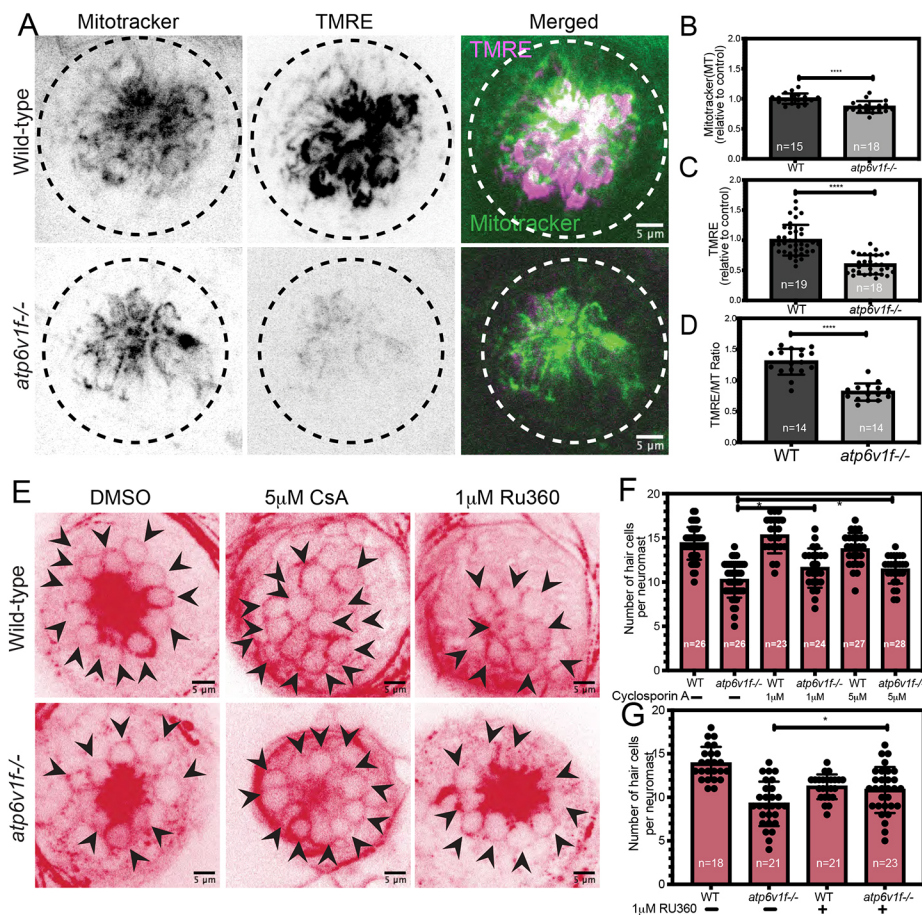 A
Mitotracker
TMRE
Merged
Wild-type
TMRE
Mitotracker
5 µm
atp6v1f-/-
5 µm
B
Mitotracker(MT)
(relative to control)
1.5
1.0
0.5
0.0
****
n=15
n=18
WT
atp6v1f-/-
C
TMRE
(relative to control)
2.0
1.5
1.0
0.5
0.0
****
n=19
n=18
WT
atp6v1f-/-
D
TMRE/MT Ratio
2.0
1.5
1.0
0.5
0.0
****
n=14
n=14
WT
atp6v1f-/-
E
DMSO
5µM CsA
1µM Ru360
Wild-type
5 µm
5 µm
5 µm
atp6v1f-/-
5 µm
5 µm
5 µm
F
Number of hair cells
per neuromast
20
15
10
5
0
*
*
n=26
n=26
n=23
n=24
n=27
n=28
WT
atp6v1f-/-
WT
atp6v1f-/-
WT
atp6v1f-/-
Cyclosporin A
–
–
1µM
1µM
5µM
5µM
G
Number of hair cells
per neuromast
20
15
10
5
0
*
n=18
n=21
n=21
n=23
WT
atp6v1f-/-
WT
atp6v1f-/-
1µM RU360
–
–
+
+